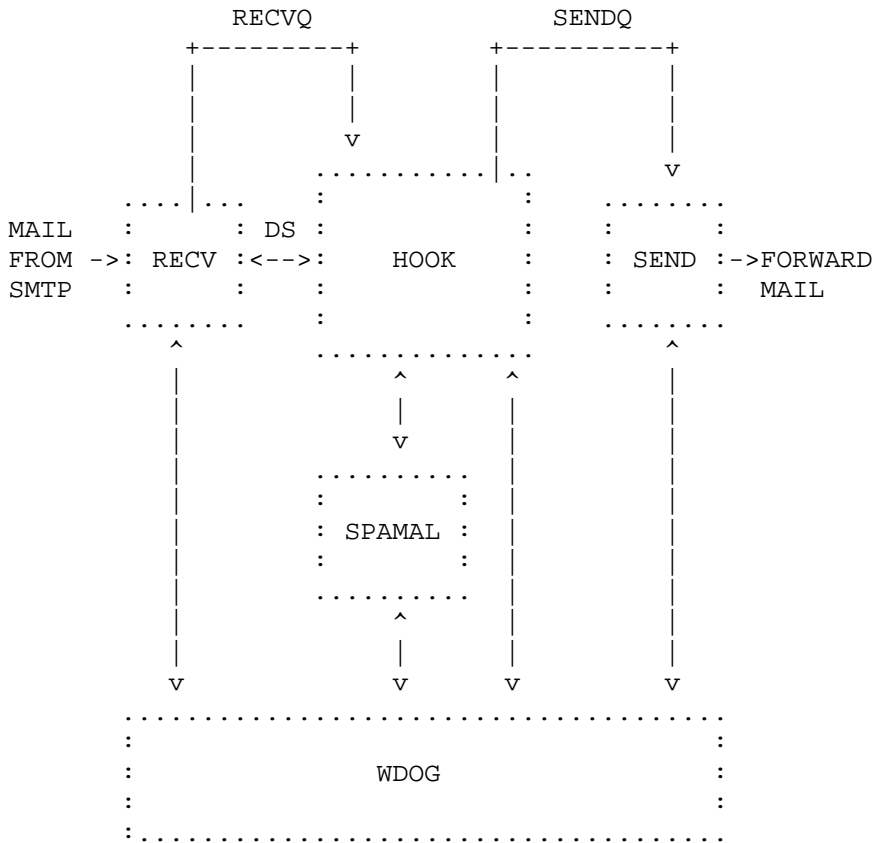 RECVQ SENDQ
MAIL DS
FROM -> RECV <--> HOOK SEND ->FORWARD
SMTP MAIL
SPAMAL
WDOG